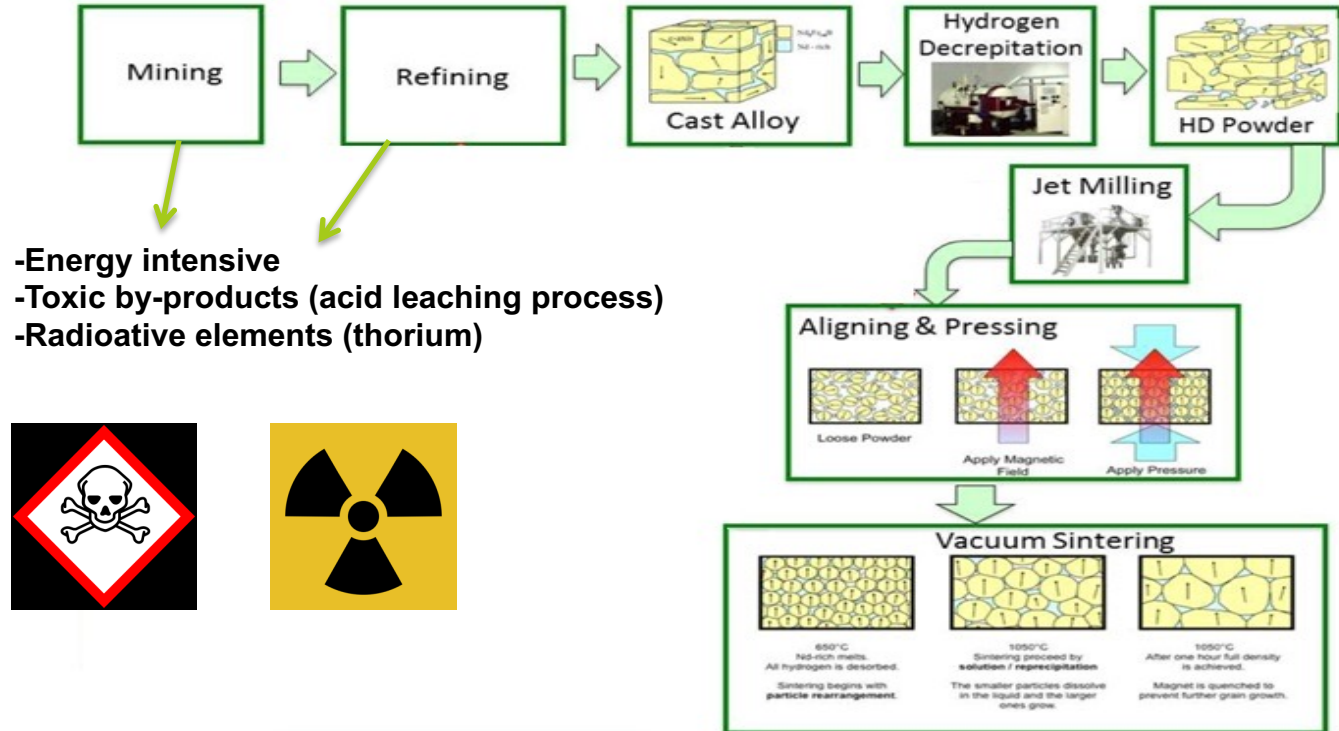 Mining
Refining
Nd-rich
Cast Alloy
Hydrogen
Decrepitation
HD Powder
Jet Milling
-Energy intensive
-Toxic by-products (acid leaching process)
-Radioative elements (thorium)
Aligning & Pressing
Loose Powder
Apply Magnetic
Field
Apply Pressure
Vacuum Sintering
650°C
Nd-rich melts.
All hydrogen is desorbed.
Sintering begins with
particle rearrangement.
1050°C
Sintering proceed by
solution / reprecipitation
The smaller particles dissolve
in the liquid and the larger
ones grow.
1050°C
After one hour full density
is achieved.
Magnet is quenched to
prevent further grain growth.